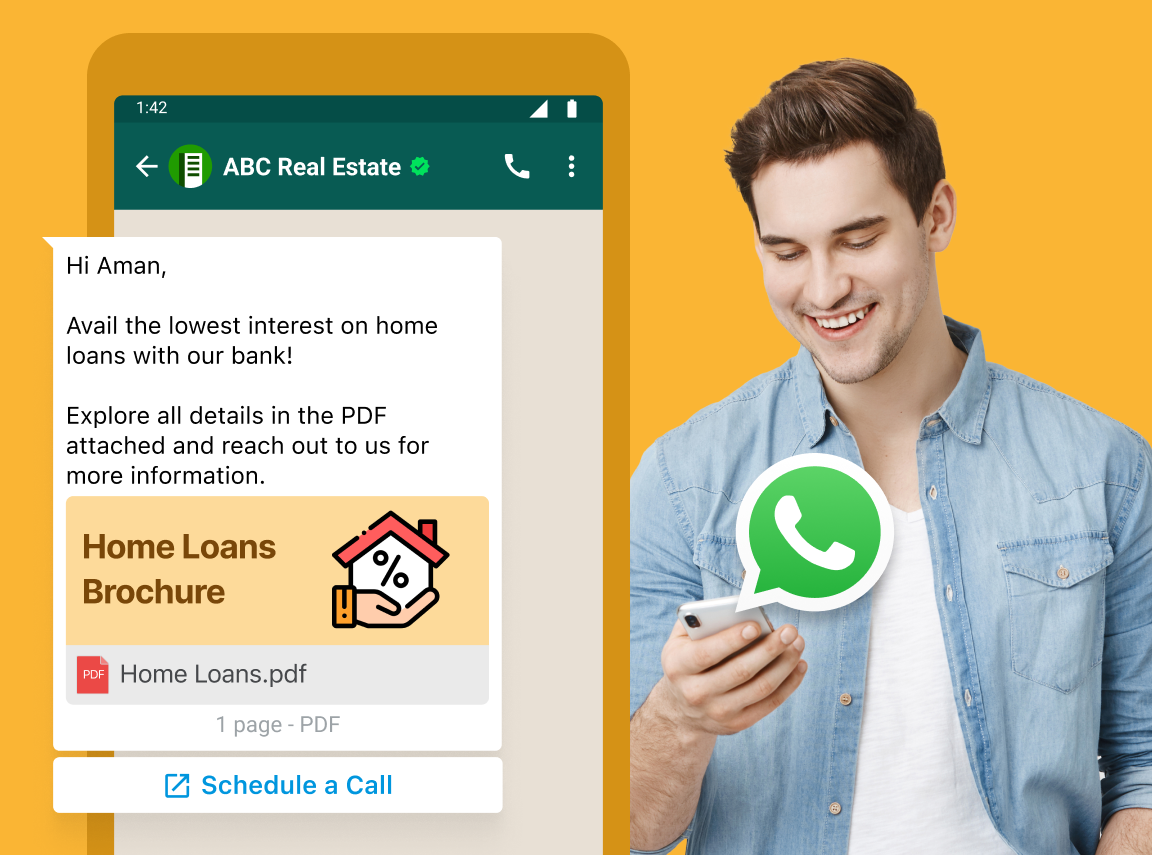 1:42
ABC Real Estate
Hi Aman,
Avail the lowest interest on home
loans with our bank!
Explore all details in the PDF
attached and reach out to us for
more information.
Home Loans
Brochure
%
PDF
Home Loans.pdf
1 page - PDF
Schedule a Call